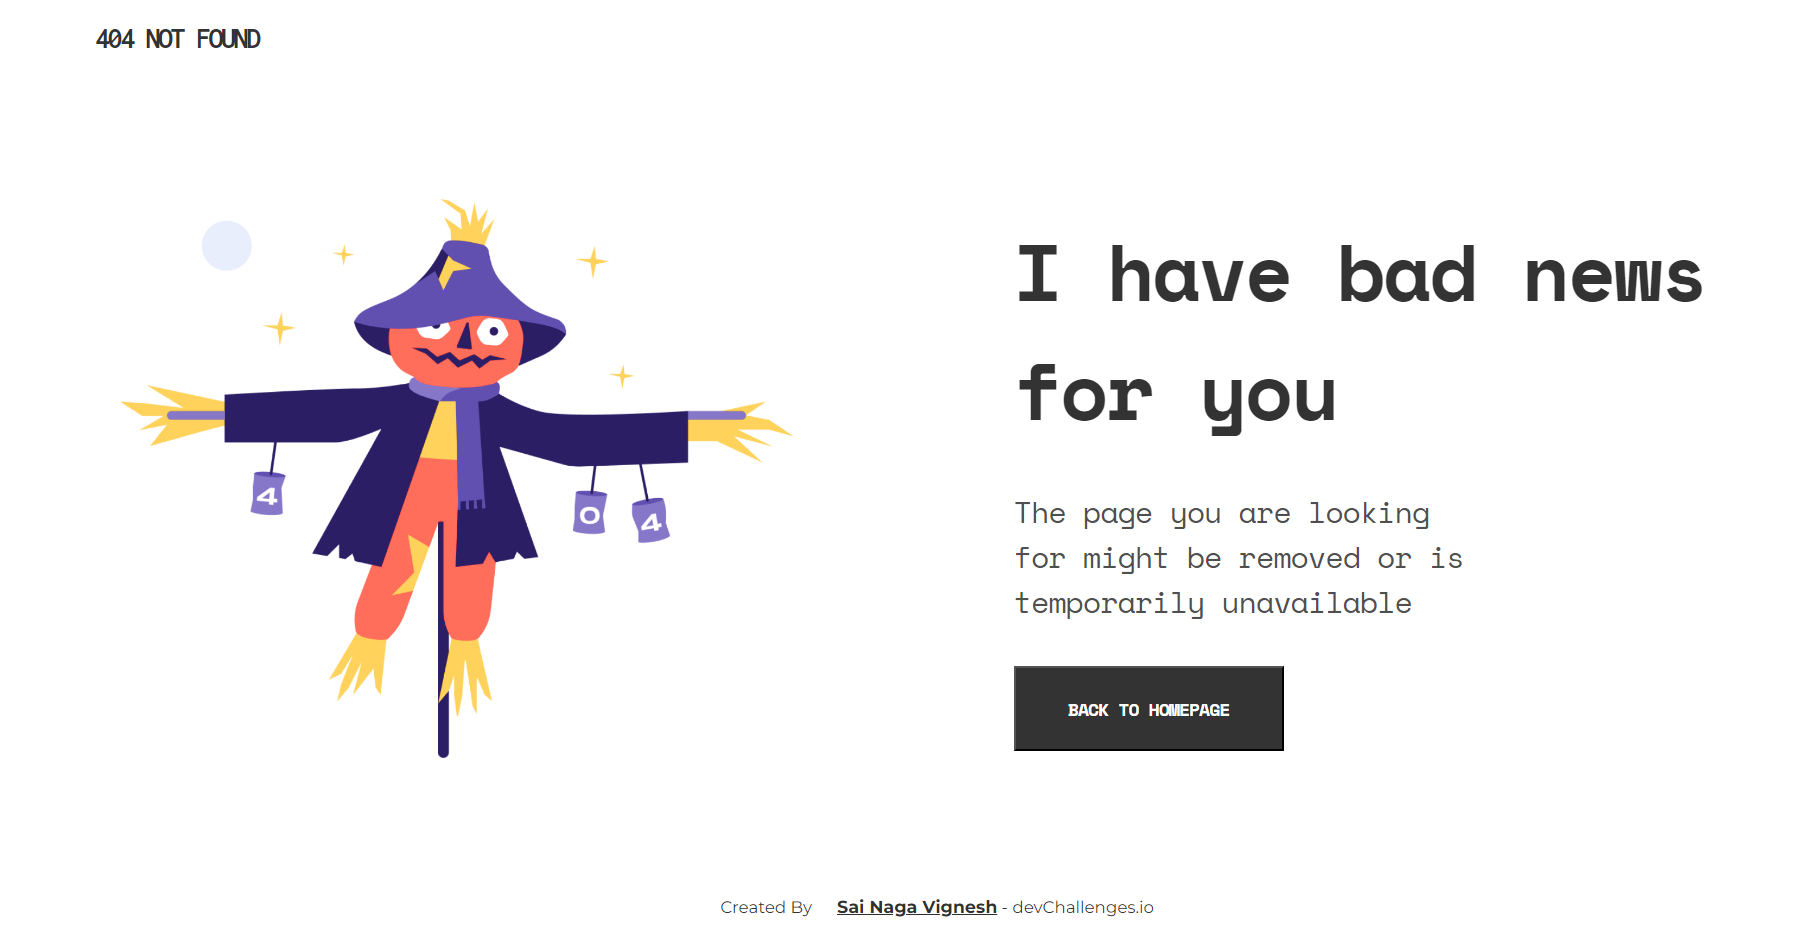 404 NOT FOUND
4
0
4
I have bad news
for you
The page you are looking
for might be removed or is
temporarily unavailable
BACK TO HOMEPAGE
Created By Sai Naga Vignesh - devChallenges.io